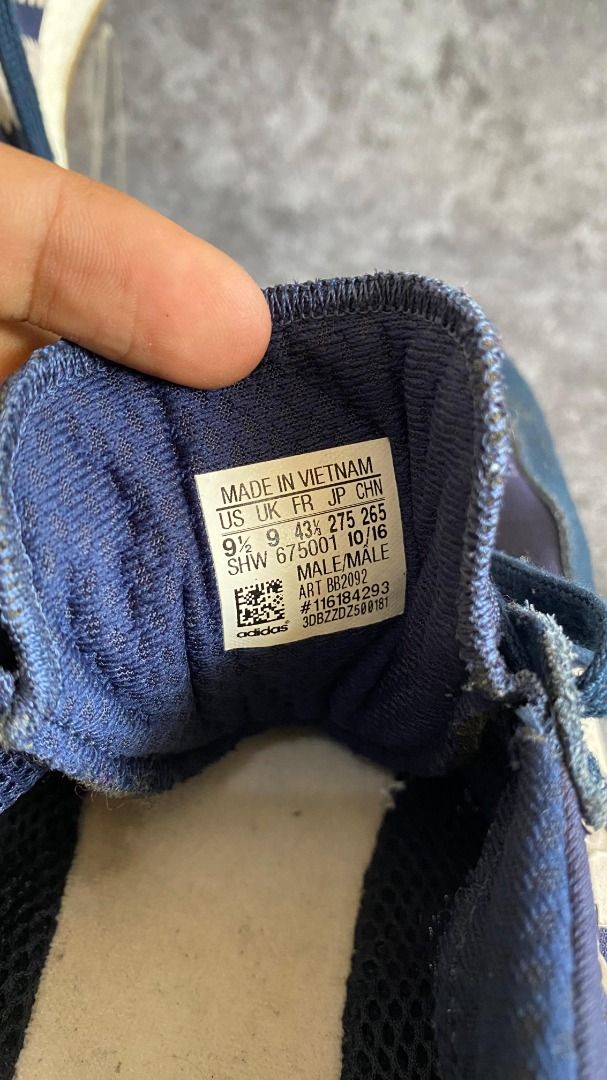 MADE IN VIETNAM
US UK FR JP CHN
9½ 9 43⅓ 275 265
SHW 675001 10/16
MALE/MÂLE
ART BB2092
#116184293
3DBZZDZ500181
adidas